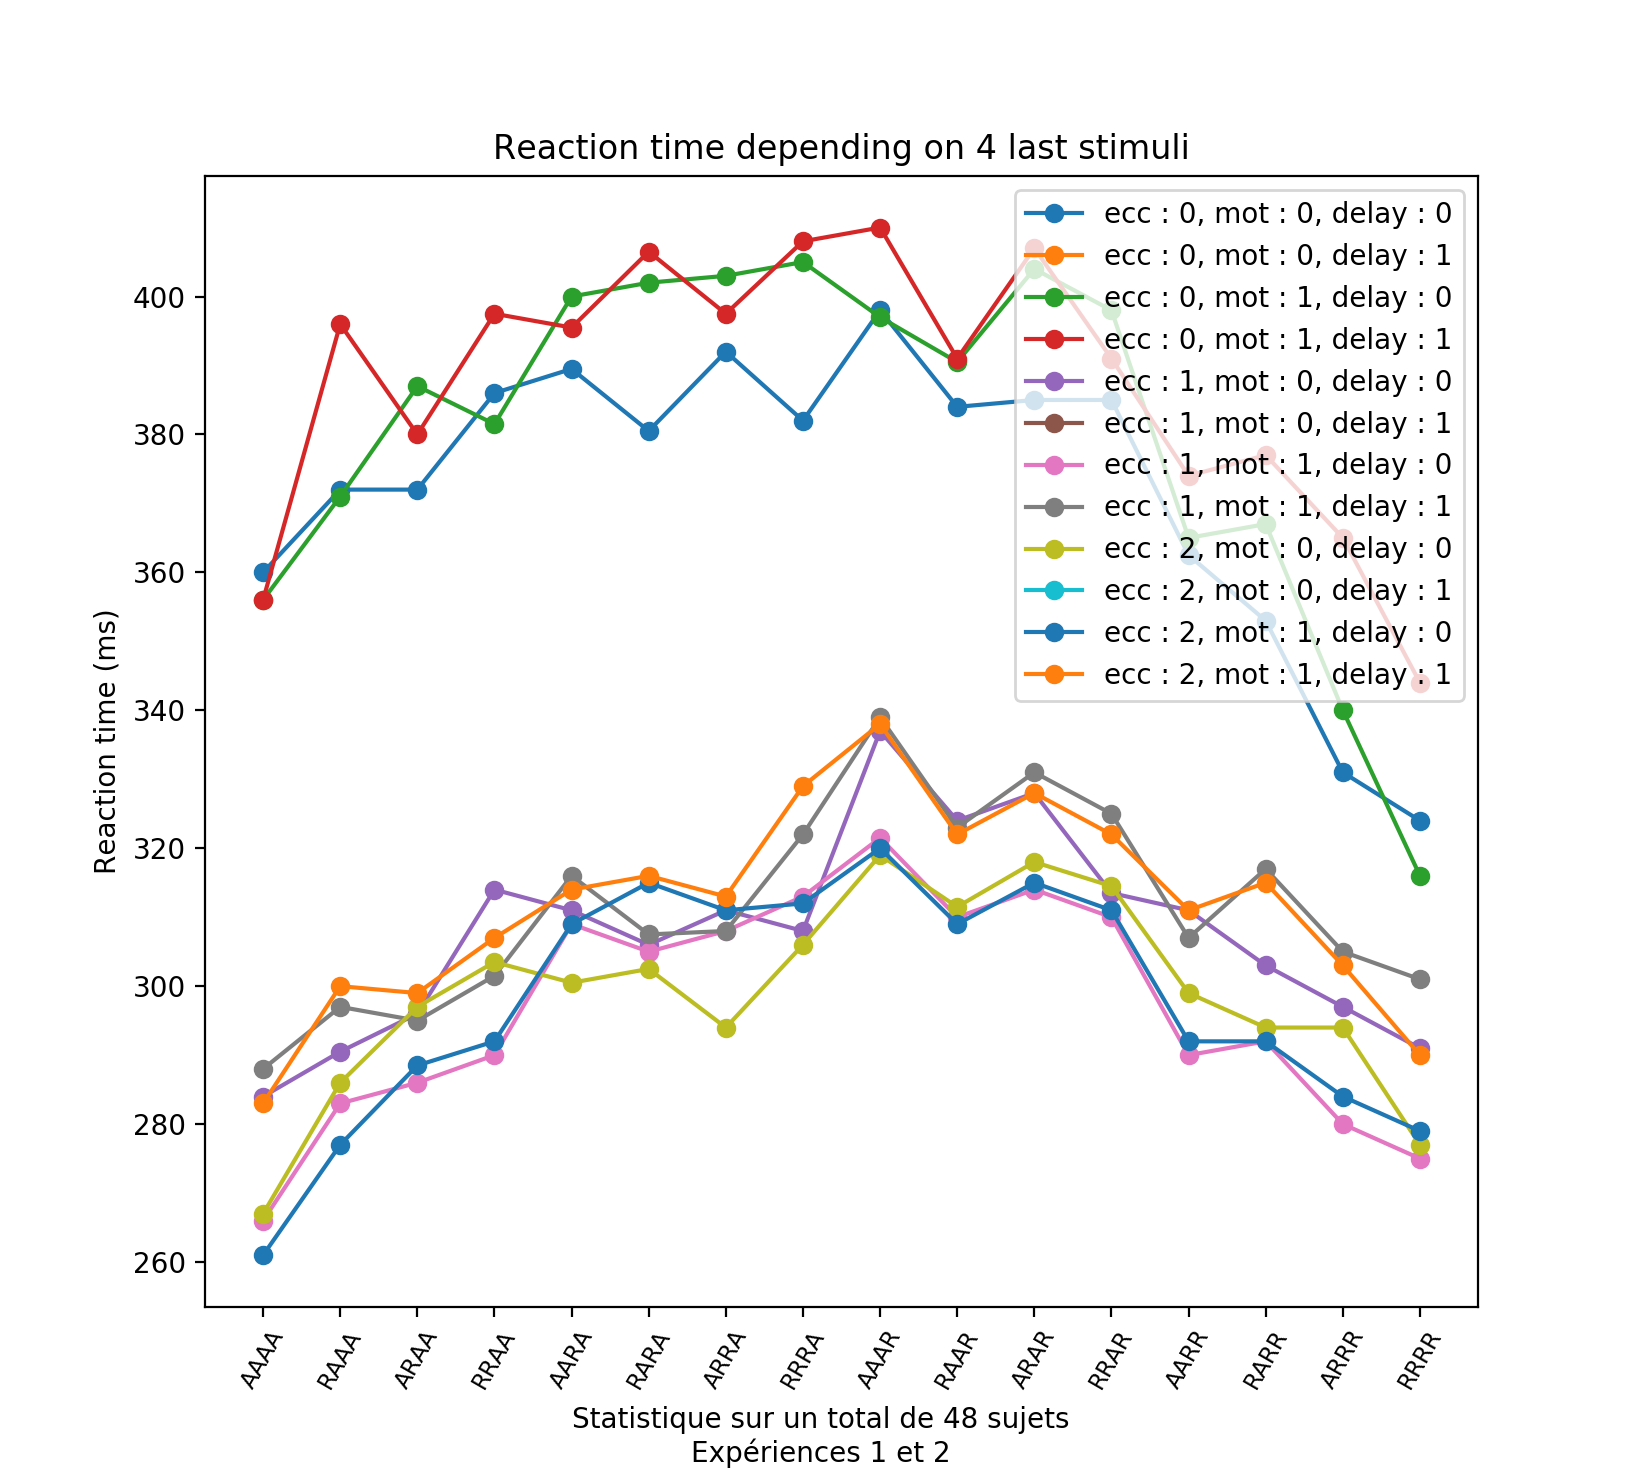 Reaction time depending on 4 last stimuli
ecc : 0, mot : 0, delay : 0
ecc : 0, mot : 0, delay : 1
ecc : 0, mot : 1, delay : 0
ecc : 0, mot : 1, delay : 1
ecc : 1, mot : 0, delay : 0
ecc : 1, mot : 0, delay : 1
ecc : 1, mot : 1, delay : 0
ecc : 1, mot : 1, delay : 1
ecc : 2, mot : 0, delay : 0
ecc : 2, mot : 0, delay : 1
ecc : 2, mot : 1, delay : 0
ecc : 2, mot : 1, delay : 1
Reaction time (ms)
400
380
360
340
320
300
280
260
AAAA RAAA ARAA RRAA AARA RARA ARRA RRRA AAAR RAAR ARAR RRAR AARR RARR ARRR RRRR
Statistique sur un total de 48 sujets
Expériences 1 et 2